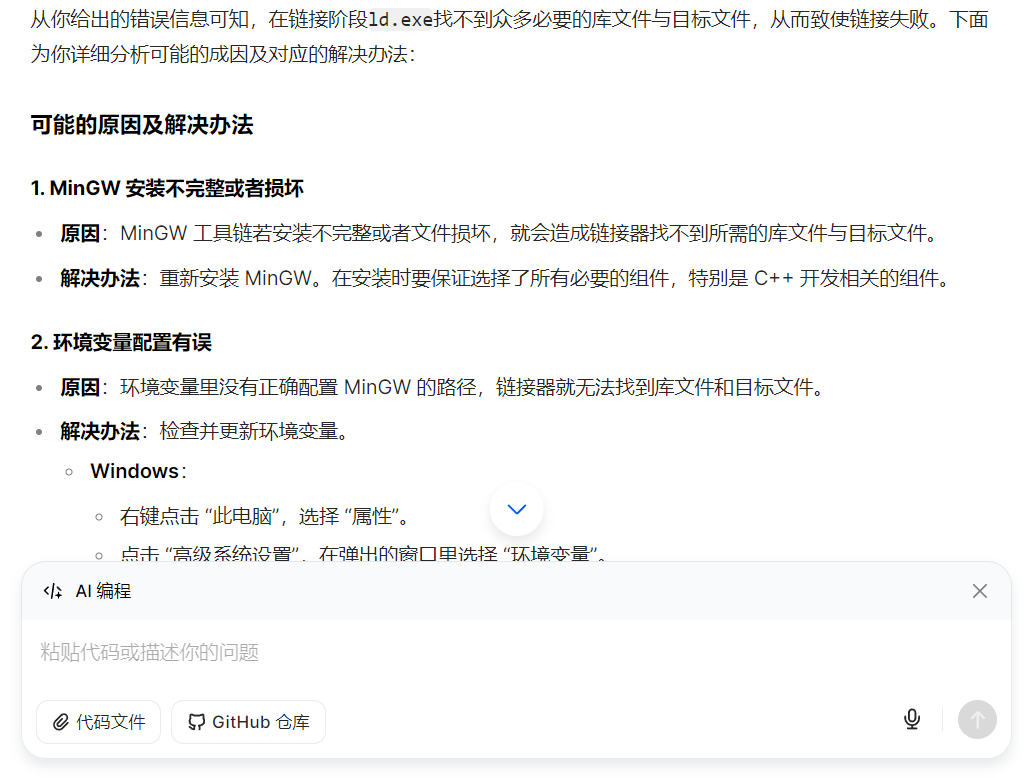 从你给出的错误信息可知，在链接阶段ld.exe找不到众多必要的库文件与目标文件，从而致使链接失败。下面
为你详细分析可能的成因及对应的解决办法：
可能的原因及解决办法
1. MinGW 安装不完整或者损坏
原因：MinGW 工具链若安装不完整或者文件损坏，就会造成链接器找不到所需的库文件与目标文件。
解决办法：重新安装 MinGW。在安装时要保证选择了所有必要的组件，特别是 C++ 开发相关的组件。
2. 环境变量配置有误
原因：环境变量里没有正确配置 MinGW 的路径，链接器就无法找到库文件和目标文件。
解决办法：检查并更新环境变量。
Windows：
右键点击 “此电脑”，选择 “属性”。
点击 “高级系统设置”，在弹出的窗口里选择 “环境变量”。
AI 编程
粘贴代码或描述你的问题
代码文件
GitHub 仓库